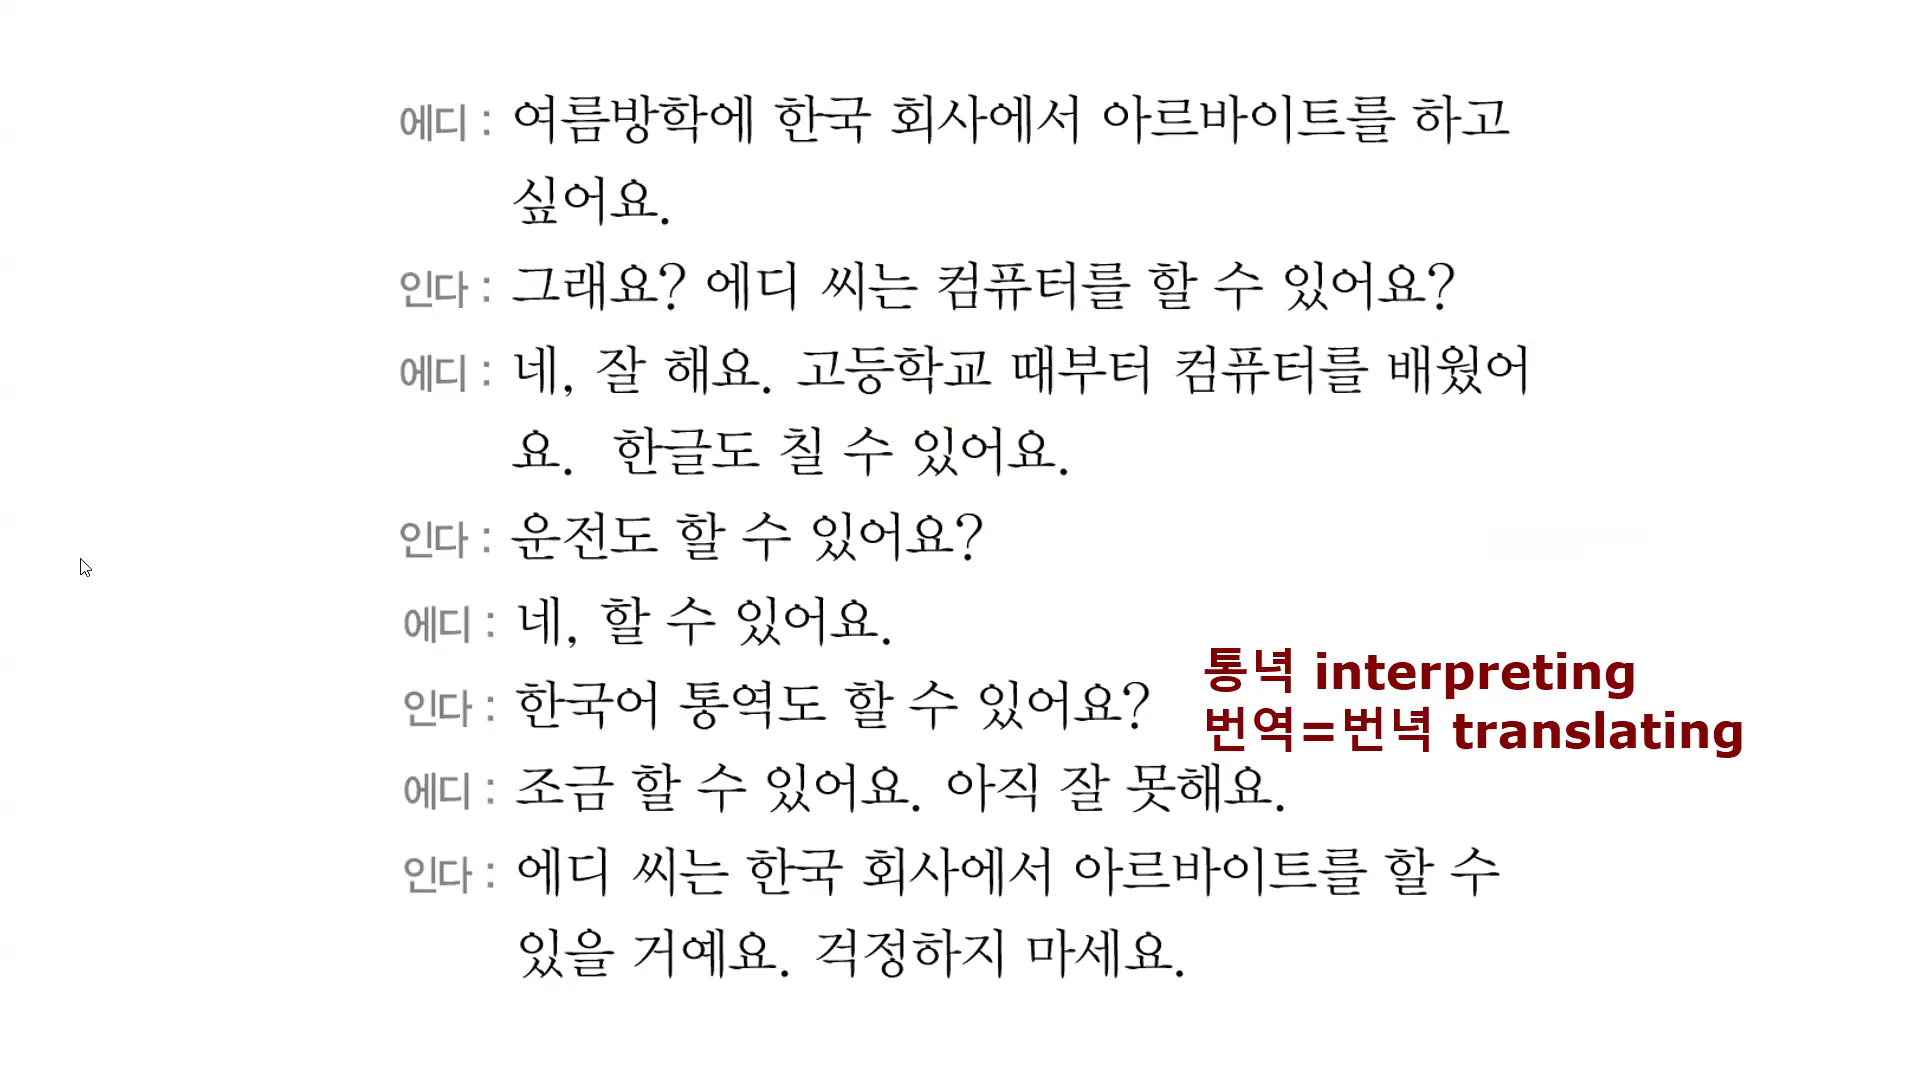 에디 : 여름방학에 한국 회사에서 아르바이트를 하고
싶어요.
인다 : 그래요? 에디 씨는 컴퓨터를 할 수 있어요?
에디 : 네, 잘 해요. 고등학교 때부터 컴퓨터를 배웠어
요. 한글도 칠 수 있어요.
인다 : 운전도 할 수 있어요?
에디 : 네, 할 수 있어요.
인다 : 한국어 통역도 할 수 있어요?
통녁 interpreting
번역=번녁 translating
에디 : 조금 할 수 있어요. 아직 잘 못해요.
인다 : 에디 씨는 한국 회사에서 아르바이트를 할 수
있을 거예요. 걱정하지 마세요.